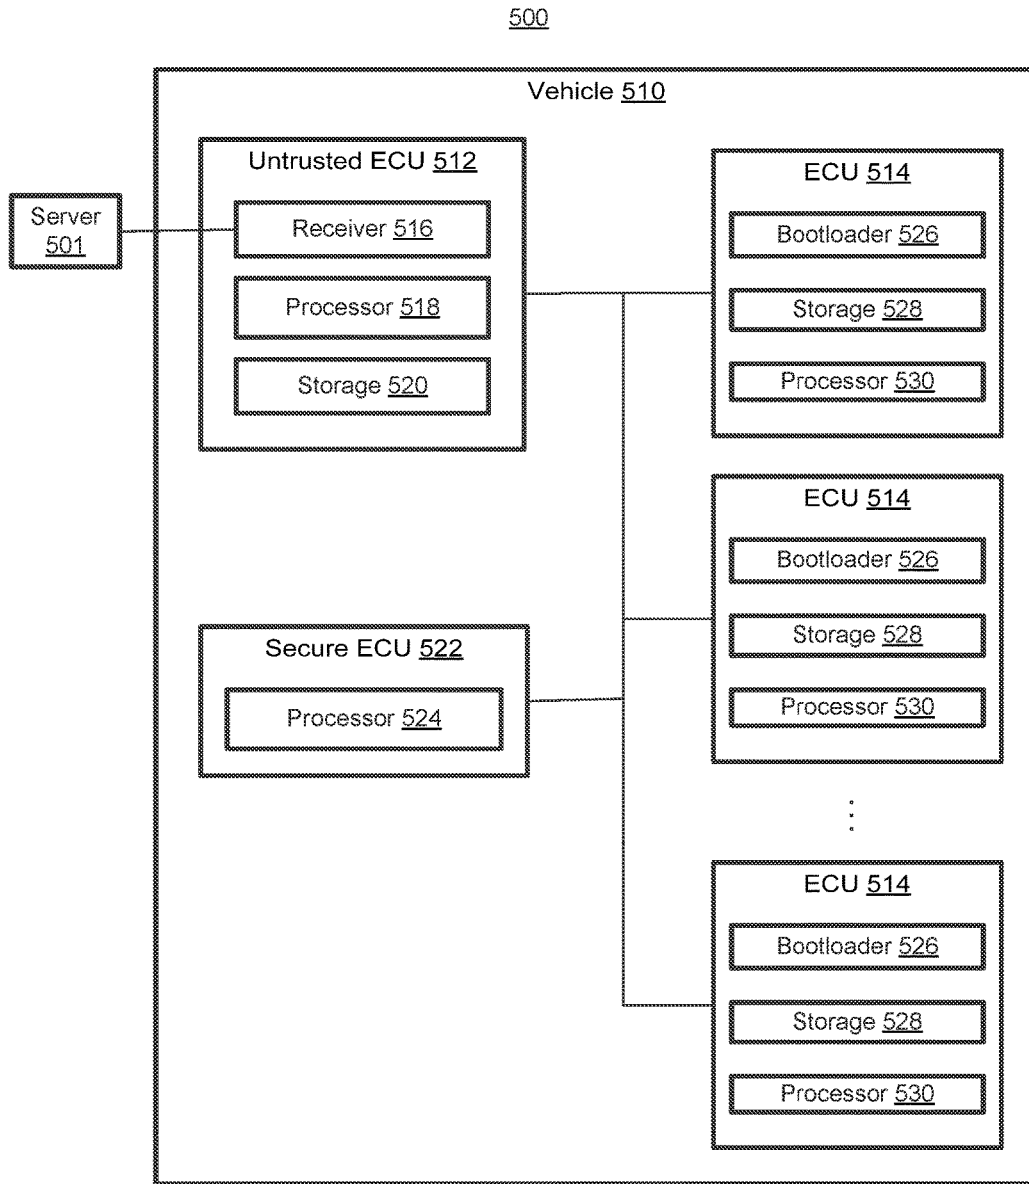 500
Vehicle 510
Server
501
Untrusted ECU 512
Receiver 516
Processor 518
Storage 520
Secure ECU 522
Processor 524
ECU 514
Bootloader 526
Storage 528
Processor 530
ECU 514
Bootloader 526
Storage 528
Processor 530
ECU 514
Bootloader 526
Storage 528
Processor 530